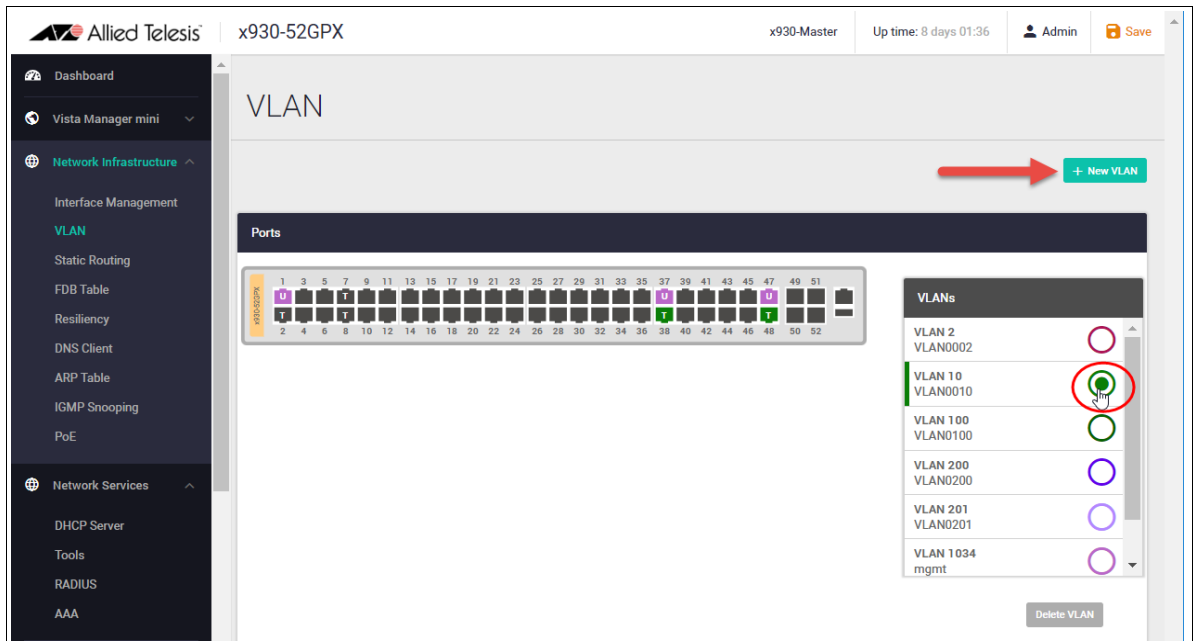 Allied Telesis
x930-52GPX
x930-Master
Up time: 8 days 01:36
Admin
Save
Dashboard
Vista Manager mini
Network Infrastructure
Interface Management
VLAN
Static Routing
FDB Table
Resiliency
DNS Client
ARP Table
IGMP Snooping
PoE
Network Services
DHCP Server
Tools
RADIUS
AAA
VLAN
+ New VLAN
Ports
1 3 5 7 9 11 13 15 17 19 21 23 25 27 29 31 33 35 37 39 41 43 45 47 49 51
x930-52GPX
U T U U
T T T T
2 4 6 8 10 12 14 16 18 20 22 24 26 28 30 32 34 36 38 40 42 44 46 48 50 52
VLANs
VLAN 2
VLAN0002
VLAN 10
VLAN0010
VLAN 100
VLAN0100
VLAN 200
VLAN0200
VLAN 201
VLAN0201
VLAN 1034
mgmt
Delete VLAN